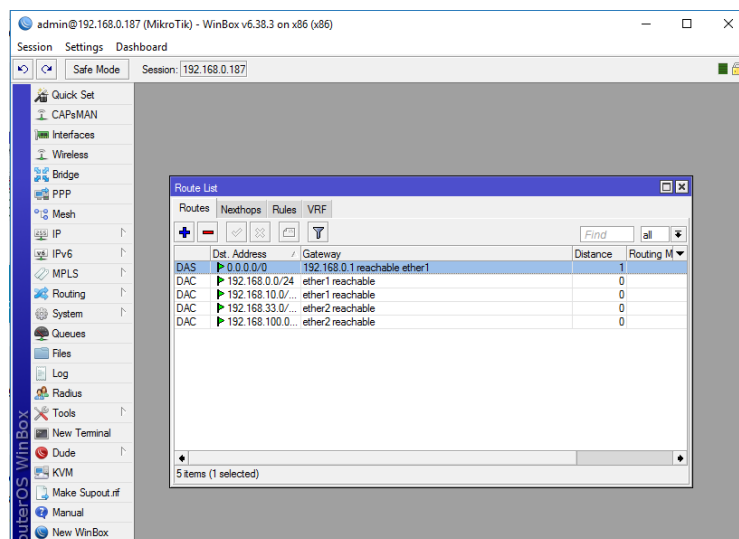 admin@192.168.0.187 (MikroTik) - WinBox v6.38.3 on x86 (x86)
Session Settings Dashboard
Safe Mode Session: 192.168.0.187
Quick Set
CAPsMAN
Interfaces
Wireless
Bridge
PPP
Mesh
IP
IPv6
MPLS
Routing
System
Queues
Files
Log
Radius
Tools
New Terminal
Dude
KVM
Make Supout.rif
Manual
New WinBox
outerOS WinBox
Route List
Routes Nexthops Rules VRF
Find all
Dst. Address / Gateway Distance Routing M
DAS 0.0.0.0/0 192.168.0.1 reachable ether1 1
DAC 192.168.0.0/24 ether1 reachable 0
DAC 192.168.10.0/... ether1 reachable 0
DAC 192.168.33.0/... ether2 reachable 0
DAC 192.168.100.0... ether2 reachable 0
5 items (1 selected)